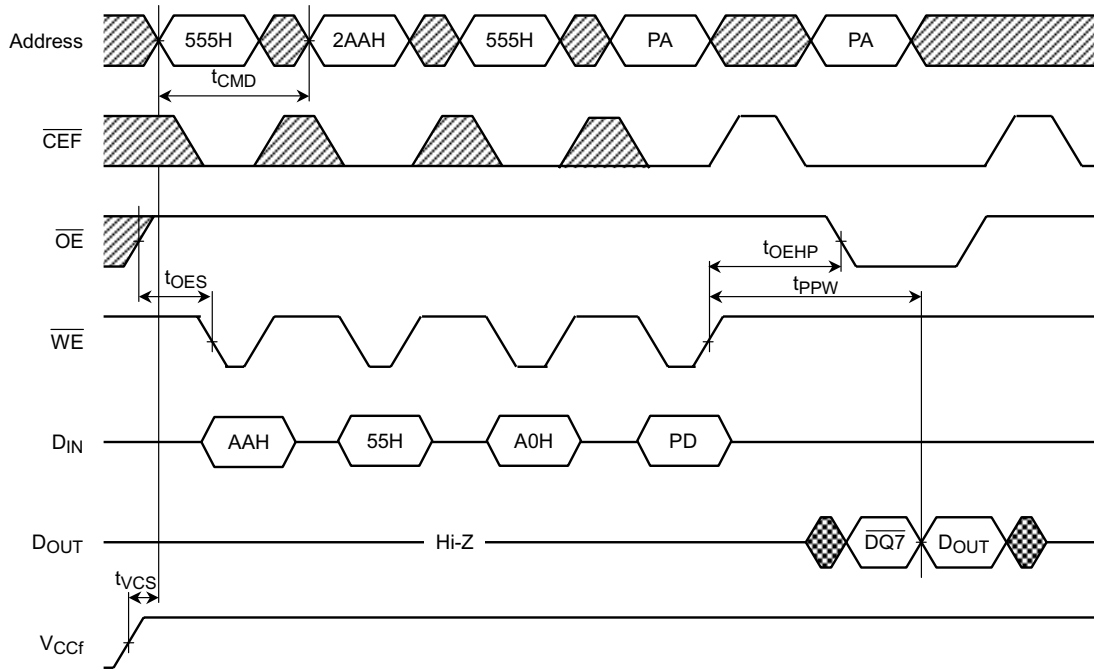 Address 555H 2AAH 555H PA PA
tCMD
CEF
OE
tOEHP
tOES
tPPW
WE
DIN AAH 55H A0H PD
DOUT Hi-Z DQ7 DOUT
tVCS
VCCf